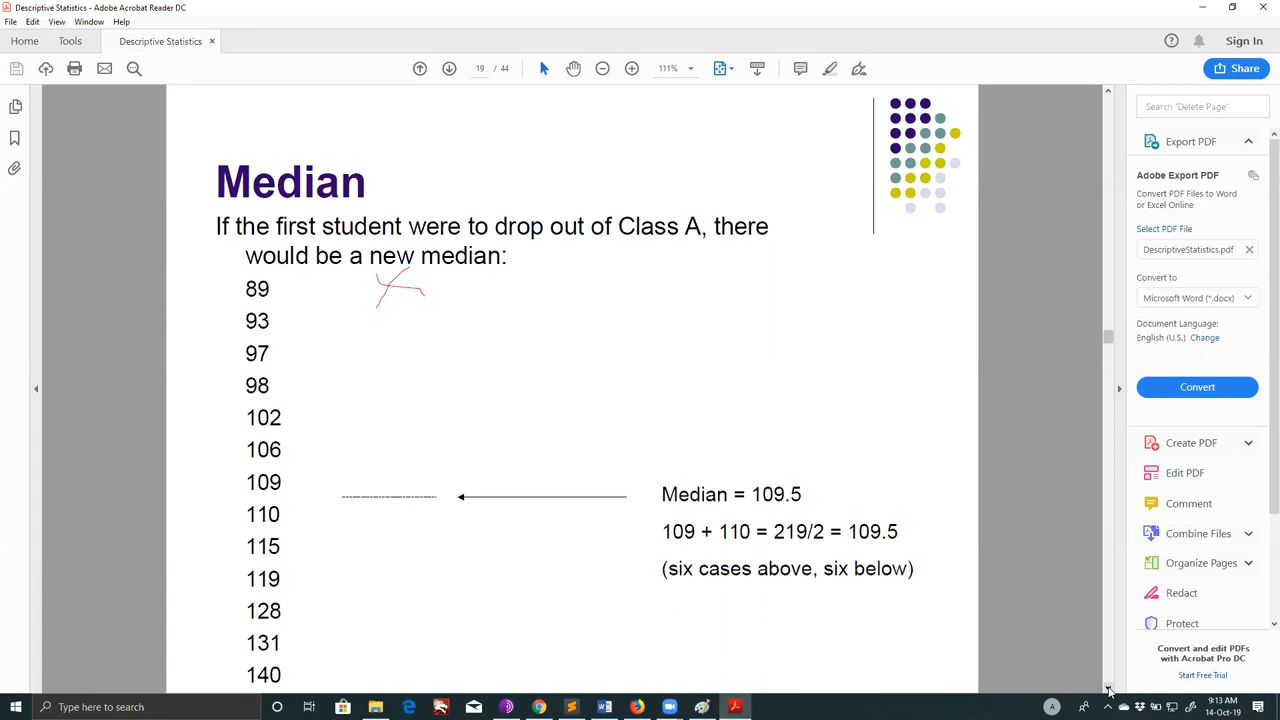 Descriptive Statistics - Adobe Acrobat Reader DC
File Edit View Window Help
Home Tools Descriptive Statistics × Sign In
19 / 44 111% Share
Search 'Delete Page'
Export PDF
Adobe Export PDF
Convert PDF Files to Word
or Excel Online
Select PDF File
DescriptiveStatistics.pdf
Convert to
Microsoft Word (*.docx)
Document Language:
English (U.S.) Change
Convert
Create PDF
Edit PDF
Comment
Combine Files
Organize Pages
Redact
Protect
Convert and edit PDFs
with Acrobat Pro DC
Start Free Trial
Median
If the first student were to drop out of Class A, there
would be a new median:
89
93
97
98
102
106
109
110
115
119
128
131
140
Median = 109.5
109 + 110 = 219/2 = 109.5
(six cases above, six below)
Type here to search
9:13 AM
14-Oct-19